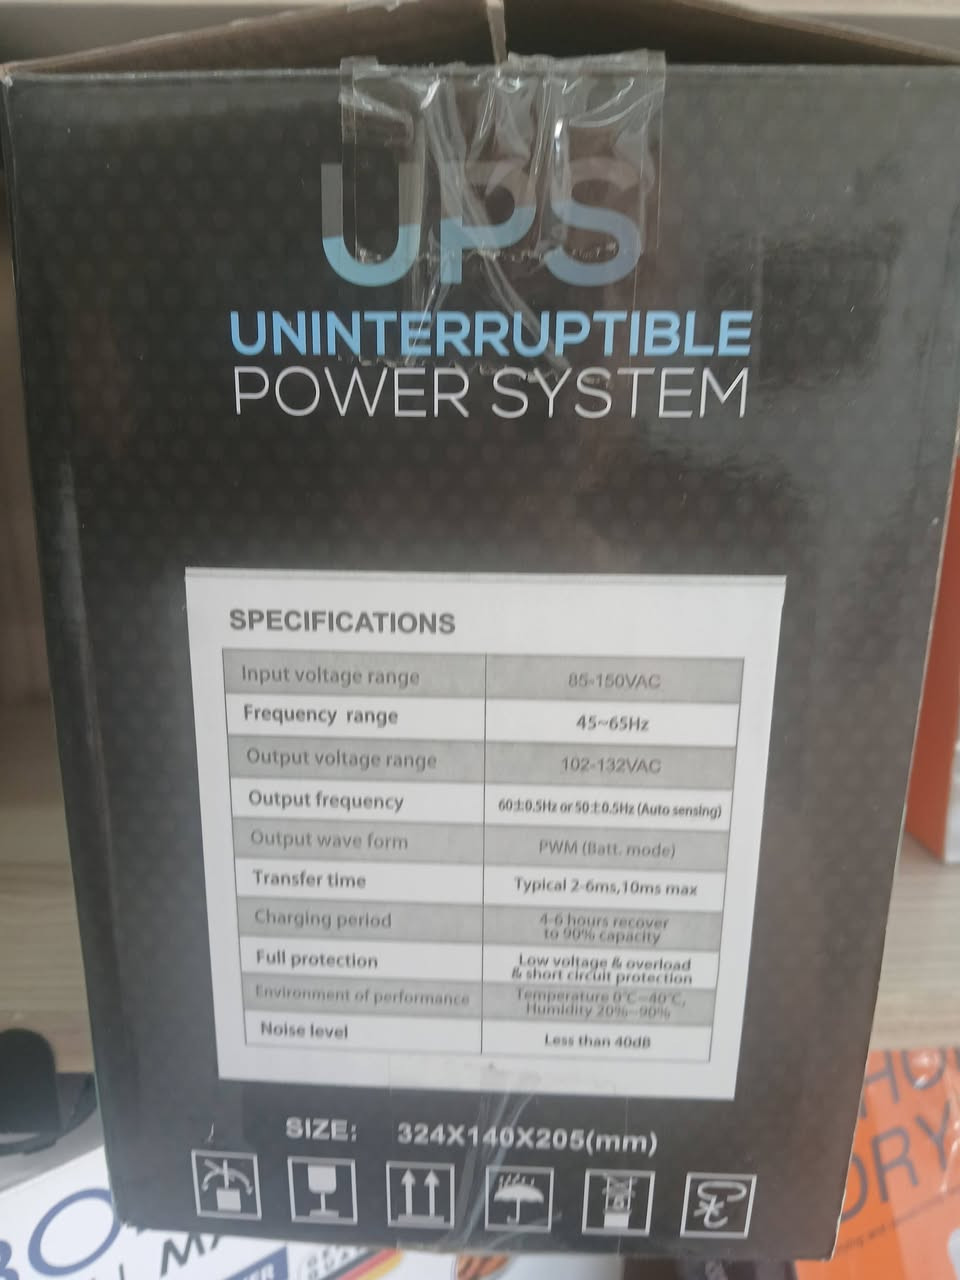 UPS
UNINTERRUPTIBLE
POWER SYSTEM
SPECIFICATIONS
Input voltage range 85-150VAC
Frequency range 45~65Hz
Output voltage range 102-132VAC
Output frequency 60±0.5Hz or 50±0.5Hz (Auto sensing)
Output wave form PWM (Batt. mode)
Transfer time Typical 2-6ms,10ms max
Charging period 4-6 hours recover
to 90% capacity
Full protection Low voltage & overload
& short circuit protection
Environment of performance Temperature 0°C~40°C,
Humidity 20%~90%
Noise level Less than 40dB
SIZE: 324X140X205(mm)